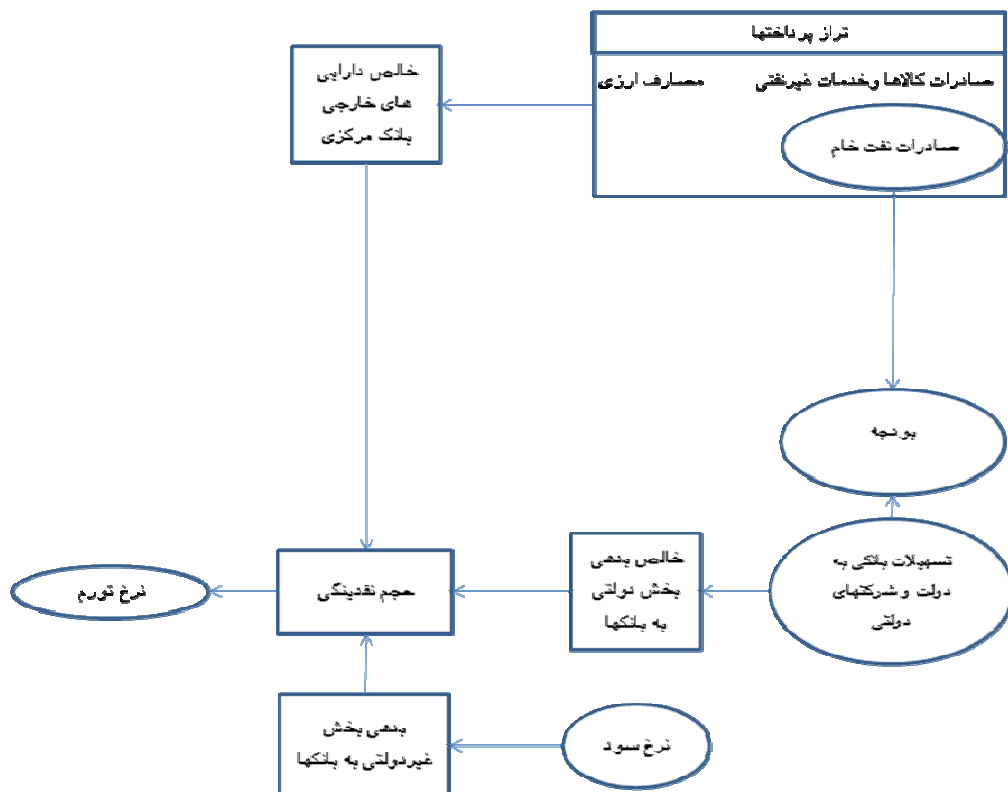 تراز پرداختها
صادرات کالاها وخدمات غیرنفتی
مصارف ارزی
صادرات نفت خام
خالص دارایی
های خارجی
بانک مرکزی
بودجه
تسهیلات بانکی به
دولت و شرکتهای
دولتی
خالص بدهی
بخش دولتی
به بانکها
حجم نقدینگی
نرخ تورم
بدهی بخش
غیردولتی به بانکها
نرخ سود